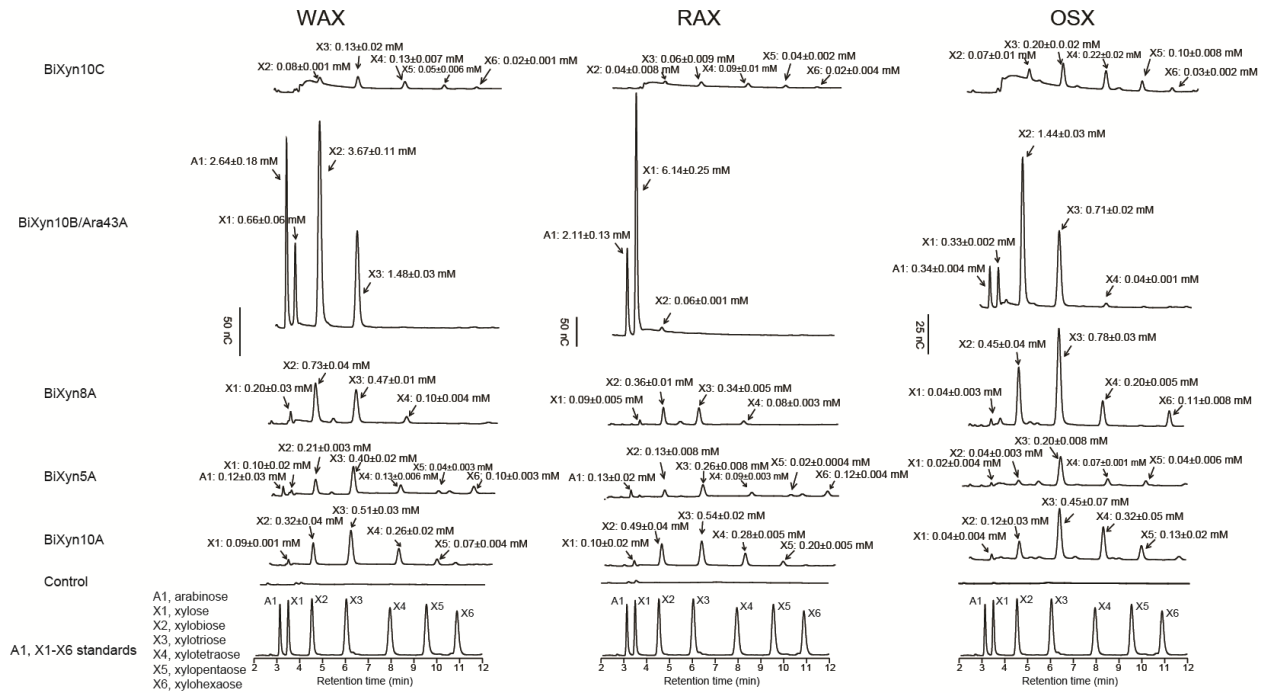 WAX
RAX
OSX
BiXyn10C
X2: 0.08±0.001 mM
X3: 0.13±0.02 mM
X4: 0.13±0.007 mM
X5: 0.05±0.006 mM
X6: 0.02±0.001 mM
X2: 0.04±0.008 mM
X3: 0.06±0.009 mM
X4: 0.09±0.01 mM
X5: 0.04±0.002 mM
X6: 0.02±0.004 mM
X2: 0.07±0.01 mM
X3: 0.20±0.0.02 mM
X4: 0.22±0.02 mM
X5: 0.10±0.008 mM
X6: 0.03±0.002 mM
BiXyn10B/Ara43A
A1: 2.64±0.18 mM
X1: 0.66±0.06 mM
X2: 3.67±0.11 mM
X3: 1.48±0.03 mM
50 nC
A1: 2.11±0.13 mM
X1: 6.14±0.25 mM
X2: 0.06±0.001 mM
50 nC
A1: 0.34±0.004 mM
X1: 0.33±0.002 mM
X2: 1.44±0.03 mM
X3: 0.71±0.02 mM
X4: 0.04±0.001 mM
25 nC
BiXyn8A
X1: 0.20±0.03 mM
X2: 0.73±0.04 mM
X3: 0.47±0.01 mM
X4: 0.10±0.004 mM
X1: 0.09±0.005 mM
X2: 0.36±0.01 mM
X3: 0.34±0.005 mM
X4: 0.08±0.003 mM
X1: 0.04±0.003 mM
X2: 0.45±0.04 mM
X3: 0.78±0.03 mM
X4: 0.20±0.005 mM
X6: 0.11±0.008 mM
BiXyn5A
A1: 0.12±0.03 mM
X1: 0.10±0.02 mM
X2: 0.21±0.003 mM
X3: 0.40±0.02 mM
X4: 0.13±0.006 mM
X5: 0.04±0.003 mM
X6: 0.10±0.003 mM
A1: 0.13±0.02 mM
X2: 0.13±0.008 mM
X3: 0.26±0.008 mM
X4: 0.09±0.003 mM
X5: 0.02±0.0004 mM
X6: 0.12±0.004 mM
X1: 0.02±0.004 mM
X2: 0.04±0.003 mM
X3: 0.20±0.008 mM
X4: 0.07±0.001 mM
X5: 0.04±0.006 mM
BiXyn10A
X1: 0.09±0.001 mM
X2: 0.32±0.04 mM
X3: 0.51±0.03 mM
X4: 0.26±0.02 mM
X5: 0.07±0.004 mM
X1: 0.10±0.02 mM
X2: 0.49±0.04 mM
X3: 0.54±0.02 mM
X4: 0.28±0.005 mM
X5: 0.20±0.005 mM
X1: 0.04±0.004 mM
X2: 0.12±0.03 mM
X3: 0.45±0.07 mM
X4: 0.32±0.05 mM
X5: 0.13±0.02 mM
Control
A1, X1-X6 standards
A1, arabinose
X1, xylose
X2, xylobiose
X3, xylotriose
X4, xylotetraose
X5, xylopentaose
X6, xylohexaose
A1 X1 X2 X3 X4 X5 X6
2 3 4 5 6 7 8 9 10 11 12
Retention time (min)
A1 X1 X2 X3 X4 X5 X6
2 3 4 5 6 7 8 9 10 11 12
Retention time (min)
A1 X1 X2 X3 X4 X5 X6
2 3 4 5 6 7 8 9 10 11 12
Retention time (min)